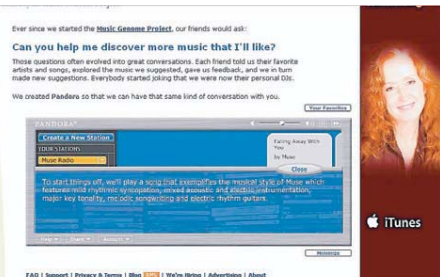 Ever since we started the Music Genome Project, our friends would ask:
Can you help me discover more music that I'll like?
Those questions often evolved into great conversations. Each friend told us their favorite
artists and songs, explored the music we suggested, gave us feedback, and we in turn
made new suggestions. Everybody started joking that we were now their personal DJs.
We created Pandora so that we can have that same kind of conversation with you.
Your Favorites
PANDORA
Create a New Station
YOUR STATIONS
Muse Radio
Falling Away With
You
by Muse
Close
To start things off, we'll play a song that exemplifies the musical style of Muse which
features mild rhythmic syncopation, mixed acoustic and electric instrumentation,
major key tonality, melodic songwriting and electric rhythm guitars.
Help
Share
Account
Minimize
iTunes
FAQ | Support | Privacy & Terms | Blog | We're Hiring | Advertising | About